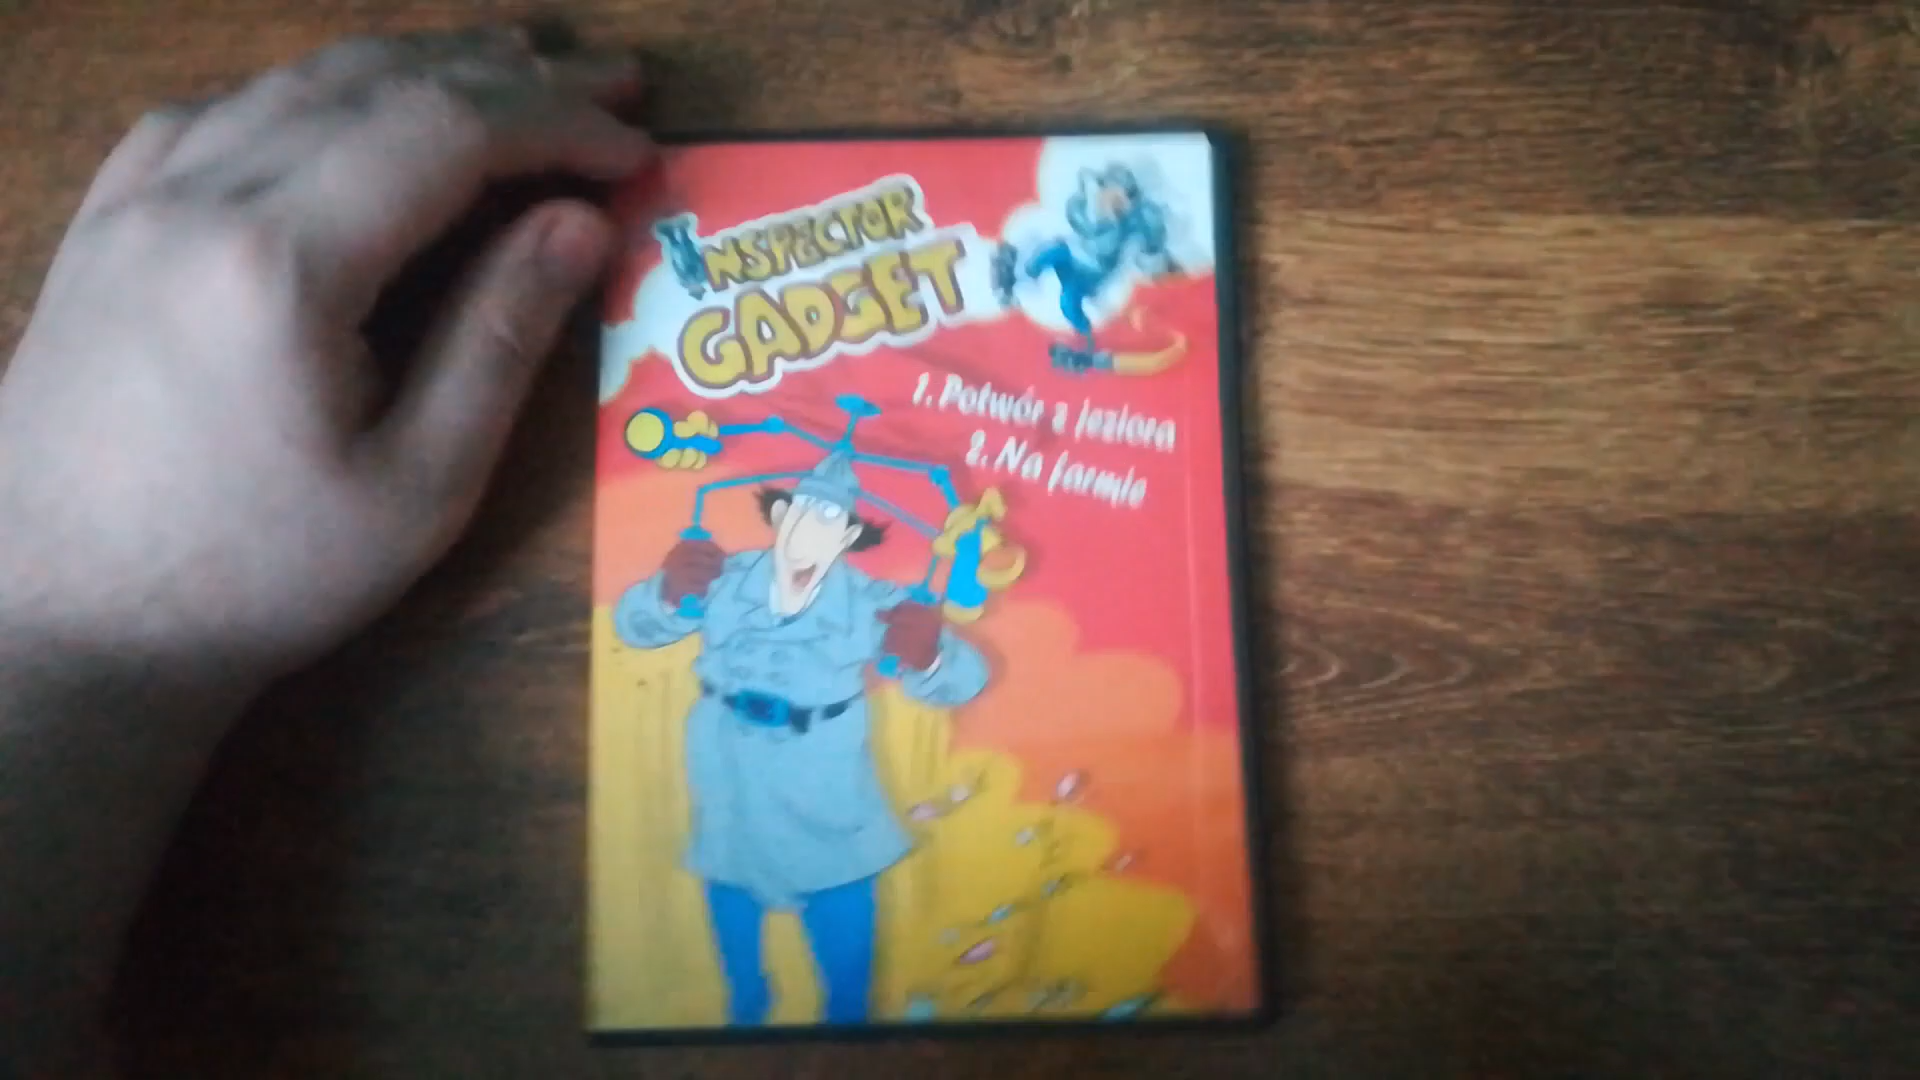 INSPECTOR
GADGET
1. Potwór z jeziora
2. Na farmie